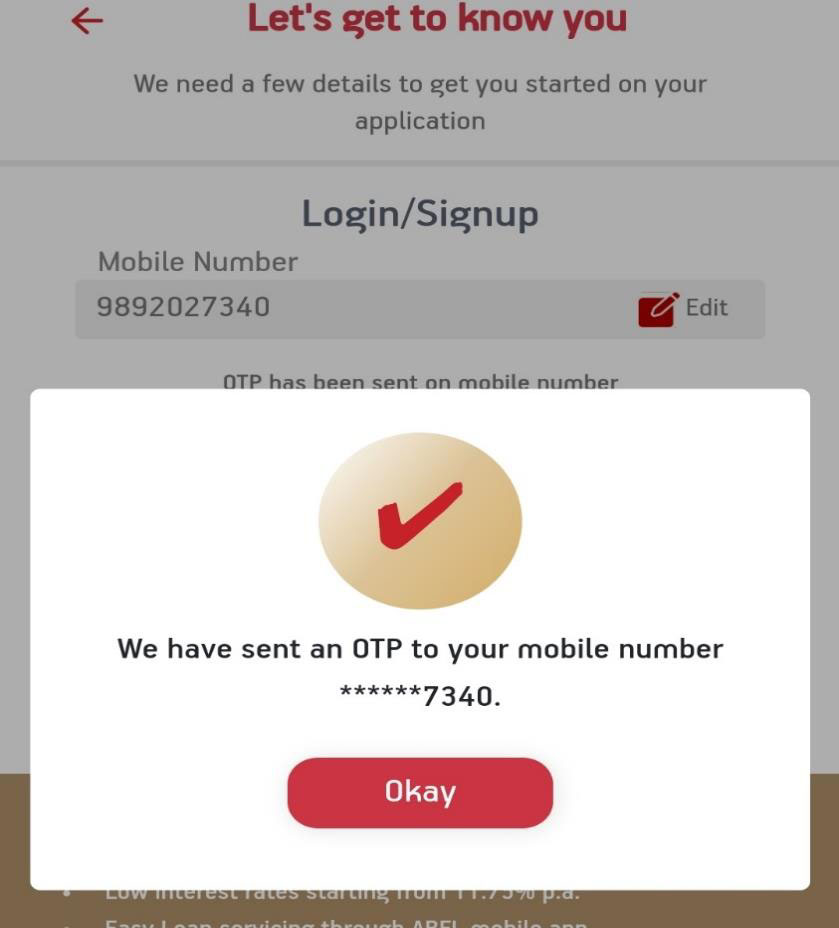 Let's get to know you
We need a few details to get you started on your
application
Login/Signup
Mobile Number
9892027340
Edit
OTP has been sent on mobile number
We have sent an OTP to your mobile number
******7340.
Okay
Low interest rates starting from 11.75% p.a.
Easy Loan servicing through ABFL mobile app